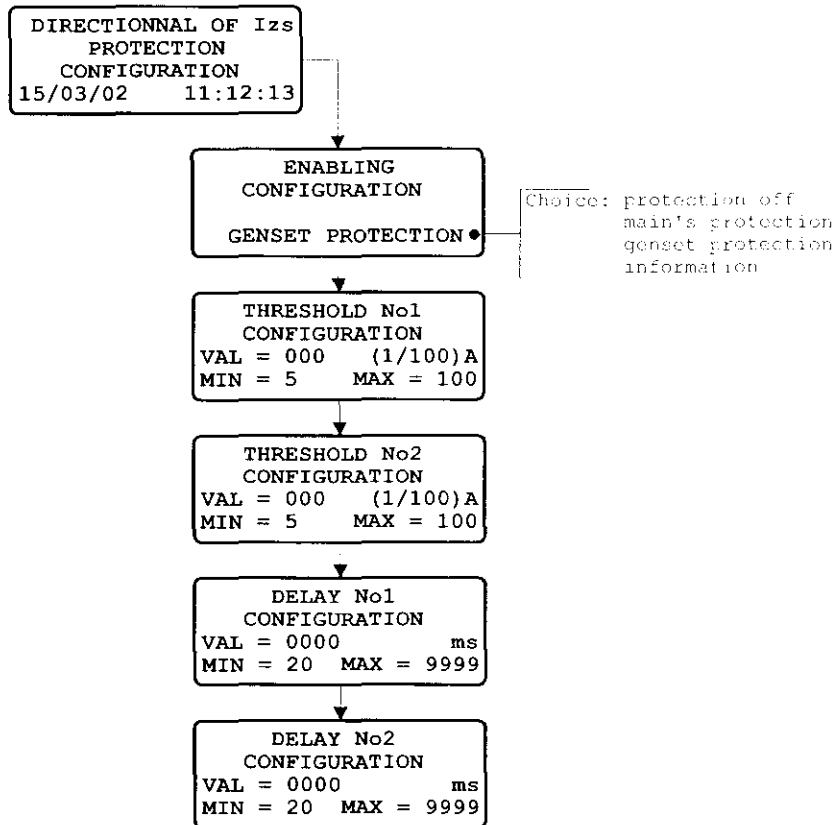 DIRECTIONNAL OF Izs
PROTECTION
CONFIGURATION
15/03/02 11:12:13
ENABLING
CONFIGURATION
GENSET PROTECTION
Choice: protection off
main's protection
genset protection
information
THRESHOLD No1
CONFIGURATION
VAL = 000 (1/100)A
MIN = 5 MAX = 100
THRESHOLD No2
CONFIGURATION
VAL = 000 (1/100)A
MIN = 5 MAX = 100
DELAY No1
CONFIGURATION
VAL = 0000 ms
MIN = 20 MAX = 9999
DELAY No2
CONFIGURATION
VAL = 0000 ms
MIN = 20 MAX = 9999